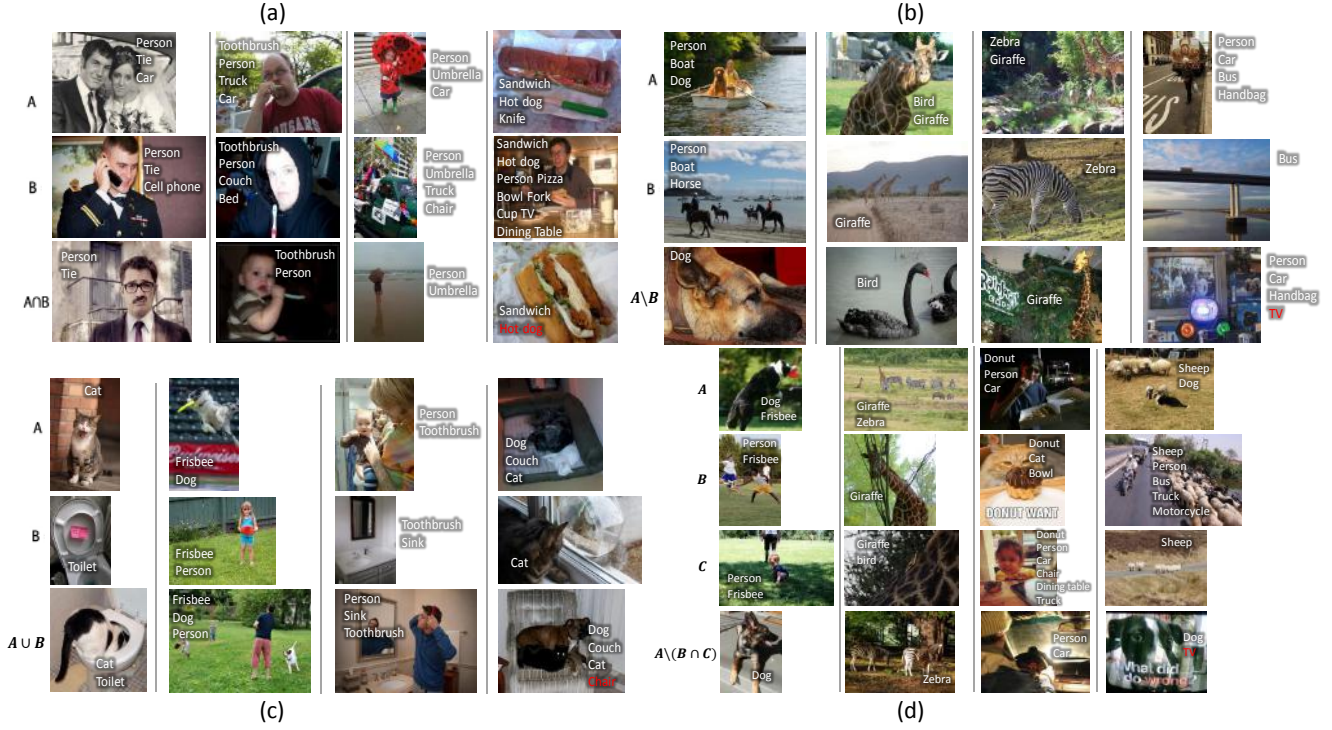 (a)
A
Person
Tie
Car
Toothbrush
Person
Truck
Car
COUGARS
Person
Umbrella
Car
Sandwich
Hot dog
Knife
B
Person
Tie
Cell phone
Toothbrush
Person
Couch
Bed
Person
Umbrella
Truck
Chair
Sandwich
Hot dog
Person Pizza
Bowl Fork
Cup TV
Dining Table
A∩B
Person
Tie
Toothbrush
Person
Person
Umbrella
Sandwich
Hot dog
(b)
A
Person
Boat
Dog
Bird
Giraffe
Zebra
Giraffe
BUS
Person
Car
Bus
Handbag
B
Person
Boat
Horse
Giraffe
Zebra
Bus
A\B
Dog
Bird
Giraffe
Person
Car
Handbag
TV
A
Cat
Frisbee
Dog
Person
Toothbrush
Dog
Couch
Cat
B
Toilet
Frisbee
Person
Toothbrush
Sink
Cat
A ∪ B
Cat
Toilet
Frisbee
Dog
Person
Person
Sink
Toothbrush
Dog
Couch
Cat
Chair
(c)
A
Dog
Frisbee
Giraffe
Zebra
Donut
Person
Car
Sheep
Dog
B
Person
Frisbee
Giraffe
Donut
Cat
Bowl
DONUT WANT
Sheep
Person
Bus
Truck
Motorcycle
C
Person
Frisbee
Giraffe
bird
Donut
Person
Car
Chair
Dining table
Truck
Sheep
A\(B ∩ C)
Dog
Zebra
Person
Car
Dog
TV
What did
do wrong?
(d)